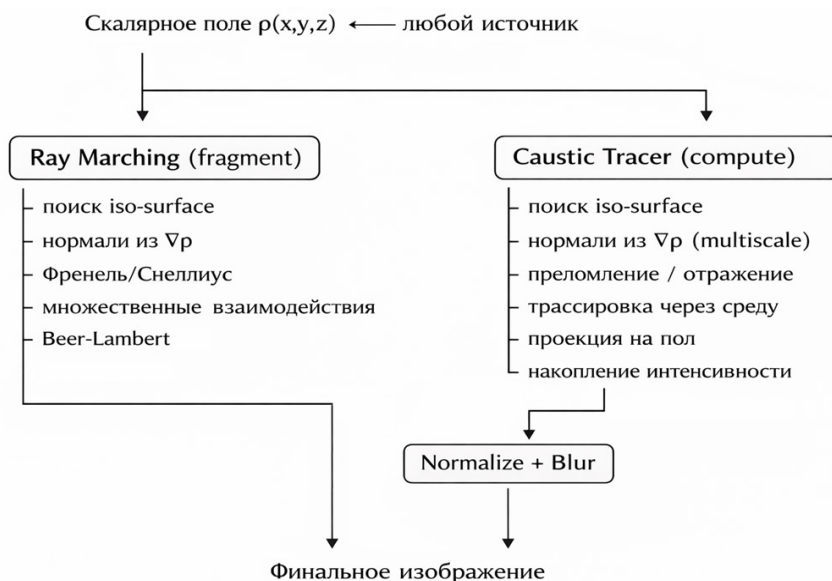 Скалярное поле ρ(x,y,z) ⟵ любой источник
Ray Marching (fragment)
поиск iso-surface
нормали из ∇ρ
Френель/Снеллиус
множественные взаимодействия
Beer-Lambert
Caustic Tracer (compute)
поиск iso-surface
нормали из ∇ρ (multiscale)
преломление / отражение
трассировка через среду
проекция на пол
накопление интенсивности
Normalize + Blur
Финальное изображение